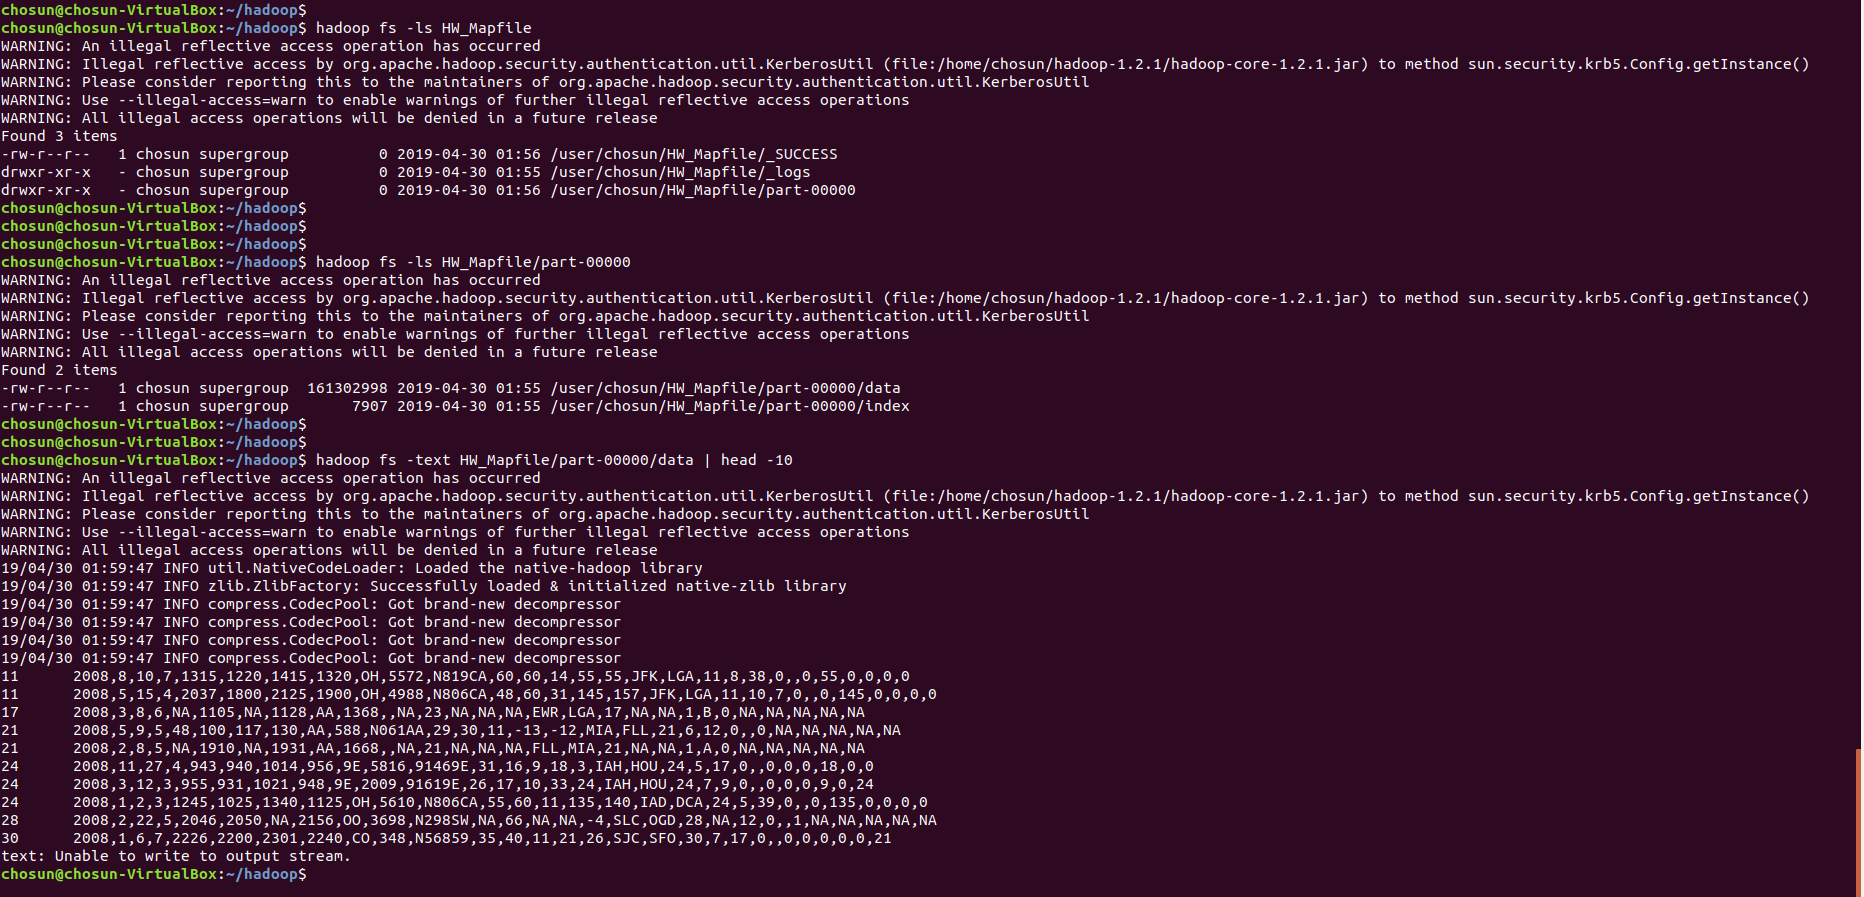 chosun@chosun-VirtualBox:~/hadoop$
chosun@chosun-VirtualBox:~/hadoop$ hadoop fs -ls HW_Mapfile
WARNING: An illegal reflective access operation has occurred
WARNING: Illegal reflective access by org.apache.hadoop.security.authentication.util.KerberosUtil (file:/home/chosun/hadoop-1.2.1/hadoop-core-1.2.1.jar) to method sun.security.krb5.Config.getInstance()
WARNING: Please consider reporting this to the maintainers of org.apache.hadoop.security.authentication.util.KerberosUtil
WARNING: Use --illegal-access=warn to enable warnings of further illegal reflective access operations
WARNING: All illegal access operations will be denied in a future release
Found 3 items
-rw-r--r--   1 chosun supergroup          0 2019-04-30 01:56 /user/chosun/HW_Mapfile/_SUCCESS
drwxr-xr-x   - chosun supergroup          0 2019-04-30 01:55 /user/chosun/HW_Mapfile/_logs
drwxr-xr-x   - chosun supergroup          0 2019-04-30 01:56 /user/chosun/HW_Mapfile/part-00000
chosun@chosun-VirtualBox:~/hadoop$
chosun@chosun-VirtualBox:~/hadoop$
chosun@chosun-VirtualBox:~/hadoop$
chosun@chosun-VirtualBox:~/hadoop$ hadoop fs -ls HW_Mapfile/part-00000
WARNING: An illegal reflective access operation has occurred
WARNING: Illegal reflective access by org.apache.hadoop.security.authentication.util.KerberosUtil (file:/home/chosun/hadoop-1.2.1/hadoop-core-1.2.1.jar) to method sun.security.krb5.Config.getInstance()
WARNING: Please consider reporting this to the maintainers of org.apache.hadoop.security.authentication.util.KerberosUtil
WARNING: Use --illegal-access=warn to enable warnings of further illegal reflective access operations
WARNING: All illegal access operations will be denied in a future release
Found 2 items
-rw-r--r--   1 chosun supergroup  161302998 2019-04-30 01:55 /user/chosun/HW_Mapfile/part-00000/data
-rw-r--r--   1 chosun supergroup       7907 2019-04-30 01:55 /user/chosun/HW_Mapfile/part-00000/index
chosun@chosun-VirtualBox:~/hadoop$
chosun@chosun-VirtualBox:~/hadoop$
chosun@chosun-VirtualBox:~/hadoop$ hadoop fs -text HW_Mapfile/part-00000/data | head -10
WARNING: An illegal reflective access operation has occurred
WARNING: Illegal reflective access by org.apache.hadoop.security.authentication.util.KerberosUtil (file:/home/chosun/hadoop-1.2.1/hadoop-core-1.2.1.jar) to method sun.security.krb5.Config.getInstance()
WARNING: Please consider reporting this to the maintainers of org.apache.hadoop.security.authentication.util.KerberosUtil
WARNING: Use --illegal-access=warn to enable warnings of further illegal reflective access operations
WARNING: All illegal access operations will be denied in a future release
19/04/30 01:59:47 INFO util.NativeCodeLoader: Loaded the native-hadoop library
19/04/30 01:59:47 INFO zlib.ZlibFactory: Successfully loaded & initialized native-zlib library
19/04/30 01:59:47 INFO compress.CodecPool: Got brand-new decompressor
19/04/30 01:59:47 INFO compress.CodecPool: Got brand-new decompressor
19/04/30 01:59:47 INFO compress.CodecPool: Got brand-new decompressor
19/04/30 01:59:47 INFO compress.CodecPool: Got brand-new decompressor
11      2008,8,10,7,1315,1220,1415,1320,OH,5572,N819CA,60,60,14,55,55,JFK,LGA,11,8,38,0,,0,55,0,0,0,0
11      2008,5,15,4,2037,1800,2125,1900,OH,4988,N806CA,48,60,31,145,157,JFK,LGA,11,10,7,0,,0,145,0,0,0,0
17      2008,3,8,6,NA,1105,NA,1128,AA,1368,,NA,23,NA,NA,NA,EWR,LGA,17,NA,NA,1,B,0,NA,NA,NA,NA,NA
21      2008,5,9,5,48,100,117,130,AA,588,N061AA,29,30,11,-13,-12,MIA,FLL,21,6,12,0,,0,NA,NA,NA,NA,NA
21      2008,2,8,5,NA,1910,NA,1931,AA,1668,,NA,21,NA,NA,NA,FLL,MIA,21,NA,NA,1,A,0,NA,NA,NA,NA,NA
24      2008,11,27,4,943,940,1014,956,9E,5816,91469E,31,16,9,18,3,IAH,HOU,24,5,17,0,,0,0,0,18,0,0
24      2008,3,12,3,955,931,1021,948,9E,2009,91619E,26,17,10,33,24,IAH,HOU,24,7,9,0,,0,0,0,9,0,24
24      2008,1,2,3,1245,1025,1340,1125,OH,5610,N806CA,55,60,11,135,140,IAD,DCA,24,5,39,0,,0,135,0,0,0,0
28      2008,2,22,5,2046,2050,NA,2156,OO,3698,N298SW,NA,66,NA,NA,-4,SLC,OGD,28,NA,12,0,,1,NA,NA,NA,NA,NA
30      2008,1,6,7,2226,2200,2301,2240,CO,348,N56859,35,40,11,21,26,SJC,SFO,30,7,17,0,,0,0,0,0,0,21
text: Unable to write to output stream.
chosun@chosun-VirtualBox:~/hadoop$